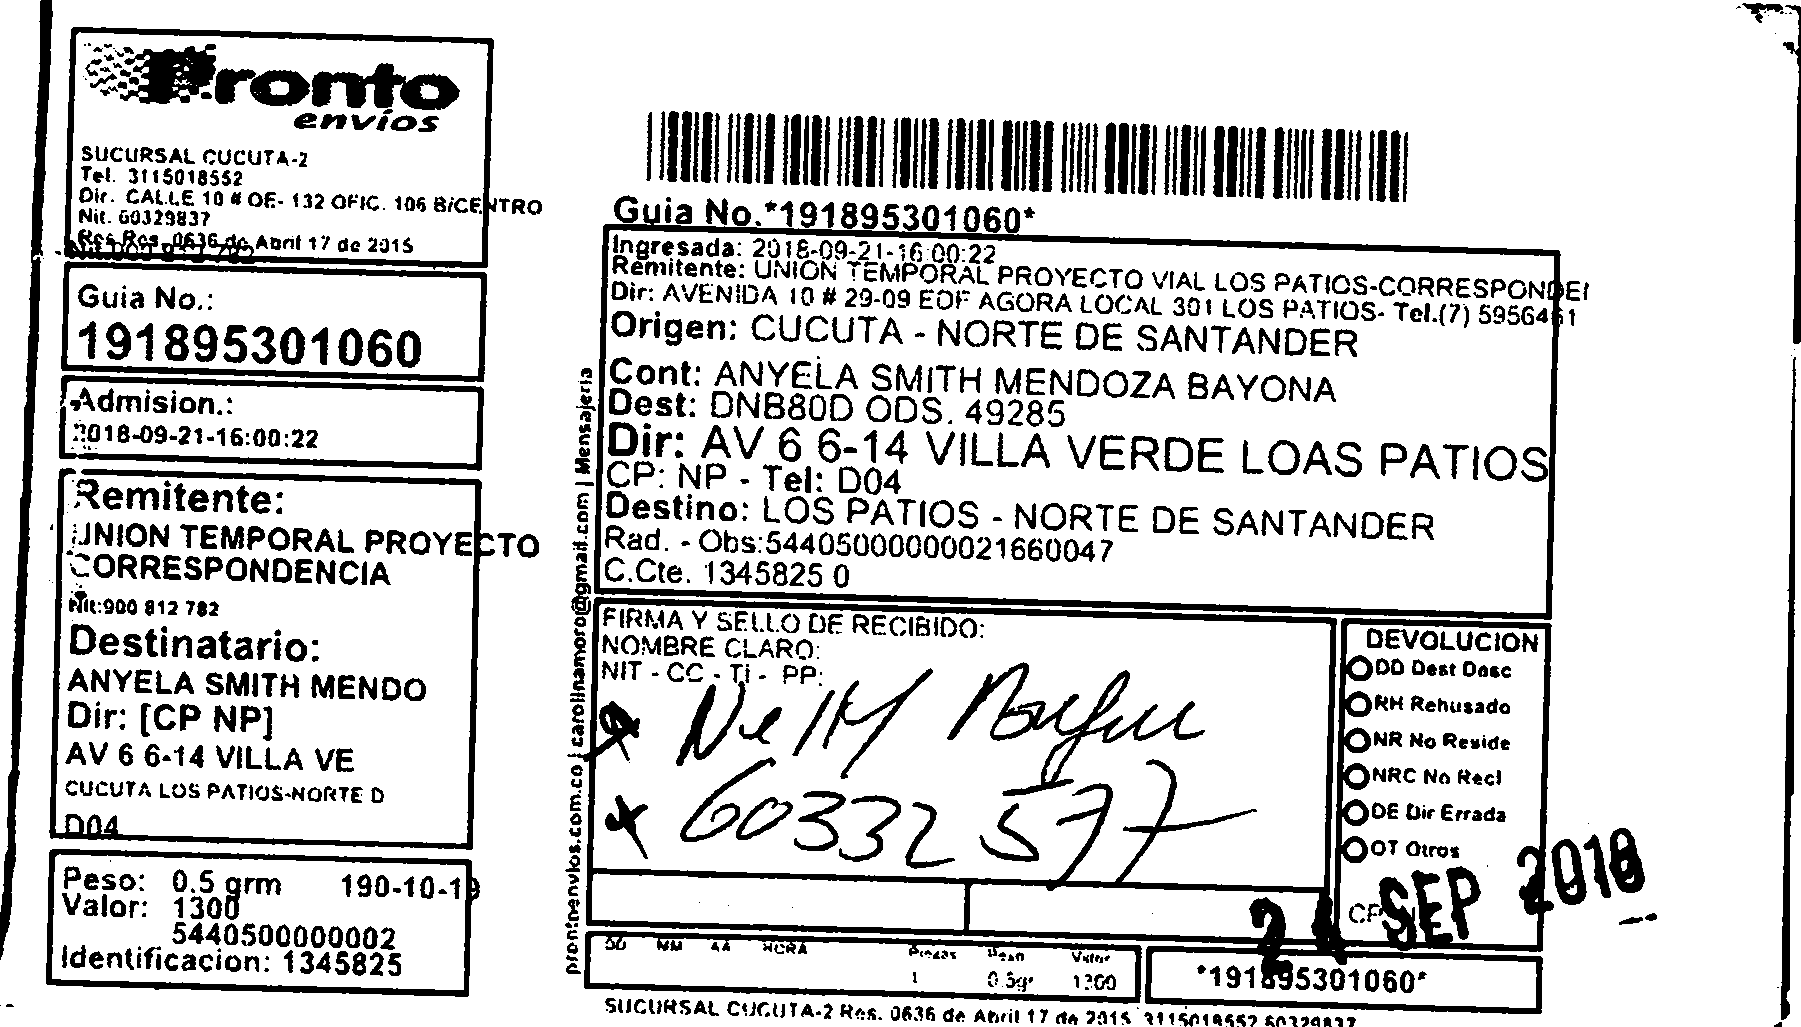 Pronto
envíos
SUCURSAL CUCUTA-2
Tel. 3115018552
Dir. CALLE 10 # OE- 132 OFIC. 106 BICENTRO
Nit. 60329837
Res Res. 0636 de Abril 17 de 2015
Guia No.:
191895301060
Admision.:
2018-09-21-16:00:22
Remitente:
UNION TEMPORAL PROYECTO
CORRESPONDENCIA
Nit:900 812 782
Destinatario:
ANYELA SMITH MENDO
Dir: [CP NP]
AV 6 6-14 VILLA VE
CUCUTA LOS PATIOS-NORTE D
D04
Peso: 0.5 grm 190-10-19
Valor: 1300
5440500000002
Identificacion: 1345825
prontoenvios.com.co | carolinamoro@gmail.com | Mensajeria
Guia No.*191895301060*
Ingresada: 2018-09-21-16:00:22
Remitente: UNION TEMPORAL PROYECTO VIAL LOS PATIOS-CORRESPONDEI
Dir: AVENIDA 10 # 29-09 EDF AGORA LOCAL 301 LOS PATIOS- Tel.(7) 5956461
Origen: CUCUTA - NORTE DE SANTANDER
Cont: ANYELA SMITH MENDOZA BAYONA
Dest: DNB80D ODS. 49285
Dir: AV 6 6-14 VILLA VERDE LOAS PATIOS
CP: NP - Tel: D04
Destino: LOS PATIOS - NORTE DE SANTANDER
Rad. - Obs:544050000000021660047
C.Cte. 1345825 0
FIRMA Y SELLO DE RECIBIDO:
NOMBRE CLARO:
NIT - CC - TI - PP:
Nelly
60332577
DEVOLUCION
DD Dest Desc
RH Rehusado
NR No Reside
NRC No Recl
DE Dir Errada
OT Otros
24 SEP 2018
DD MM AA HORA Piezas Peso Valor
1 0.5gr 1300
*191895301060*
SUCURSAL CUCUTA-2 Res. 0636 de Abril 17 de 2015 3115018552 60329837